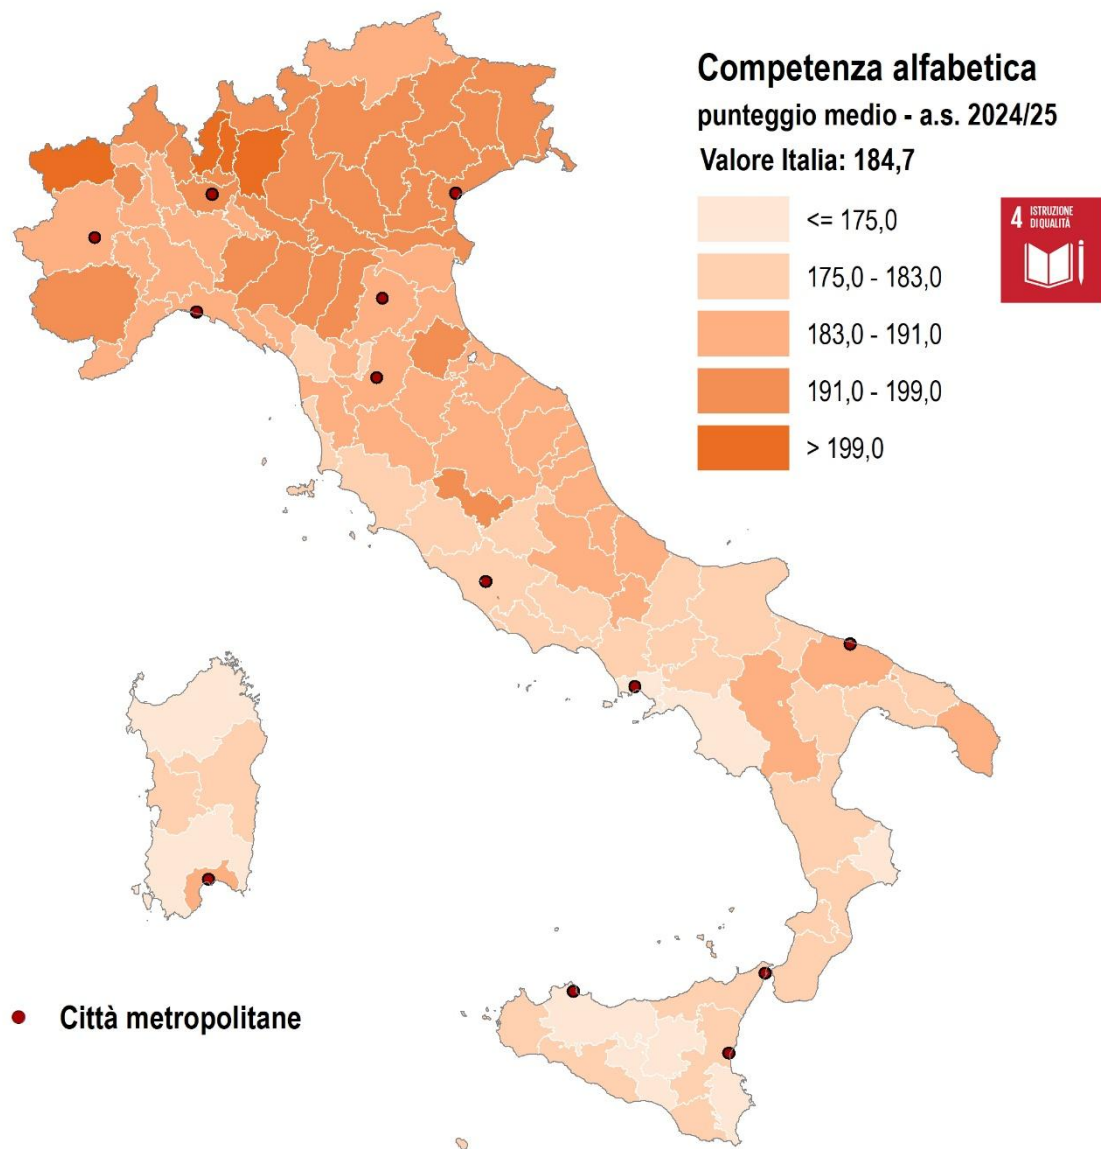 Competenza alfabetica
punteggio medio - a.s. 2024/25
Valore Italia: 184,7
<= 175,0
175,0 - 183,0
183,0 - 191,0
191,0 - 199,0
> 199,0
4 ISTRUZIONE
DI QUALITÀ
Città metropolitane